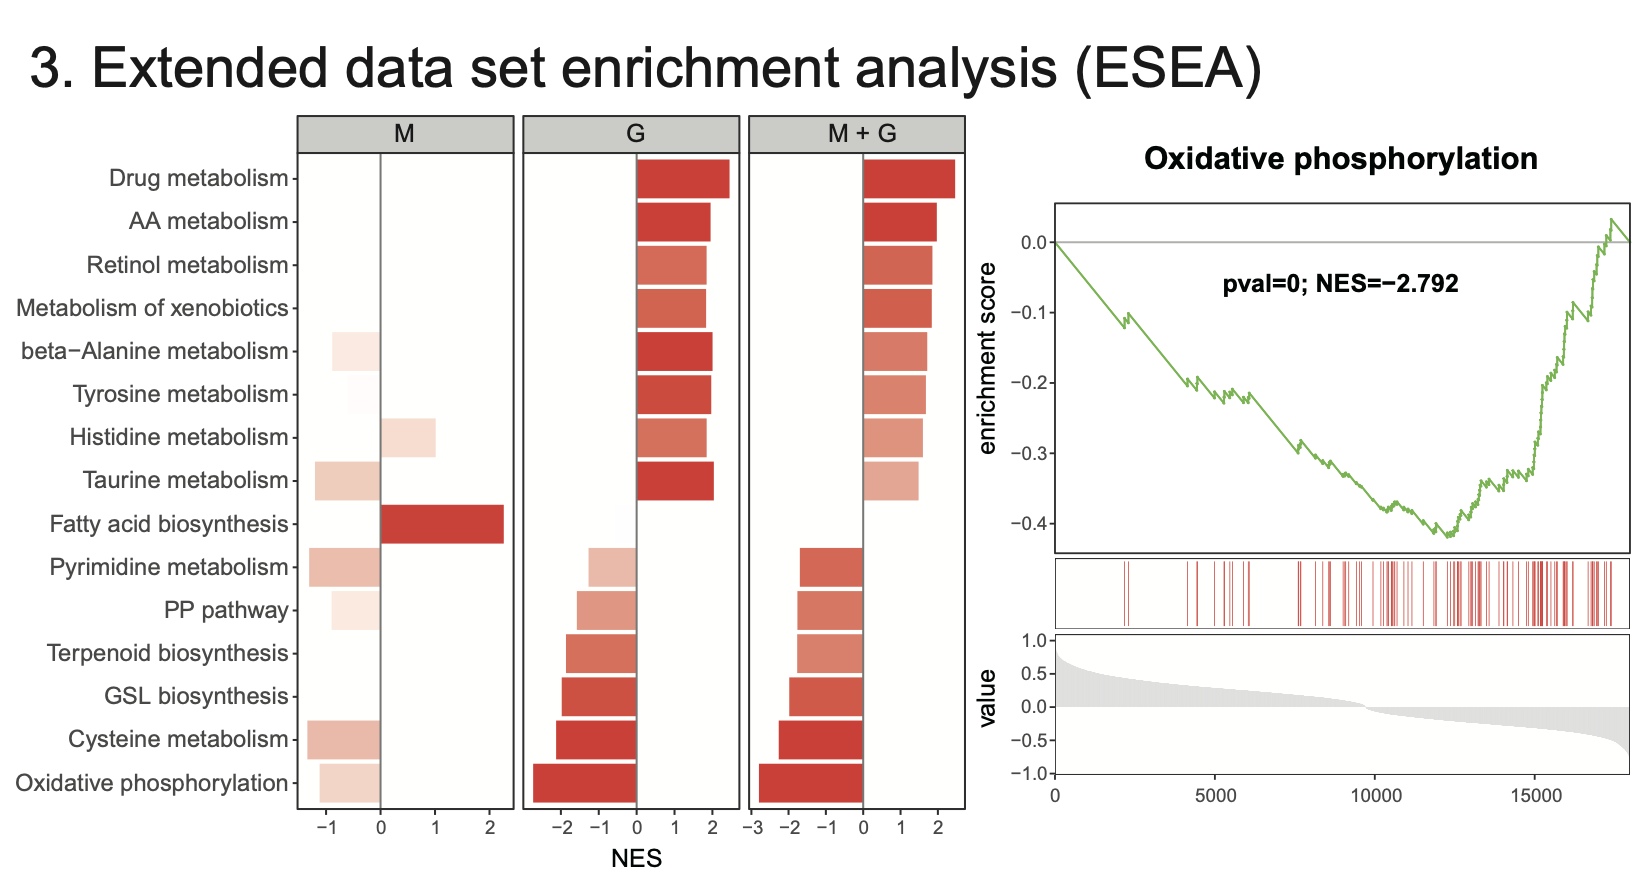 3. Extended data set enrichment analysis (ESEA)
M
G
M + G
Drug metabolism
AA metabolism
Retinol metabolism
Metabolism of xenobiotics
beta−Alanine metabolism
Tyrosine metabolism
Histidine metabolism
Taurine metabolism
Fatty acid biosynthesis
Pyrimidine metabolism
PP pathway
Terpenoid biosynthesis
GSL biosynthesis
Cysteine metabolism
Oxidative phosphorylation
−1 0 1 2
−2 −1 0 1 2
−3 −2 −1 0 1 2
NES
Oxidative phosphorylation
pval=0; NES=−2.792
enrichment score
0.0
−0.1
−0.2
−0.3
−0.4
value
1.0
0.5
0.0
−0.5
−1.0
0 5000 10000 15000